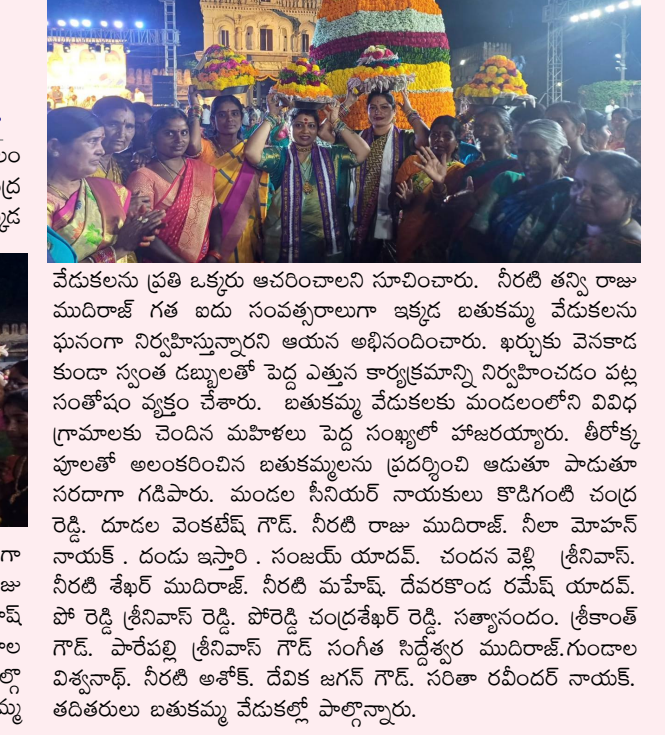 లం
ంద్ర
క్కడ
గా
జు
ాష్
ాల
ల్గొ
మ్మ
వేడుకలను ప్రతి ఒక్కరు ఆచరించాలని సూచించారు. నీరటి తన్వి రాజు
ముదిరాజ్ గత ఐదు సంవత్సరాలుగా ఇక్కడ బతుకమ్మ వేడుకలను
ఘనంగా నిర్వహిస్తున్నారని ఆయన అభినందించారు. ఖర్చుకు వెనకాడ
కుండా స్వంత డబ్బులతో పెద్ద ఎత్తున కార్యక్రమాన్ని నిర్వహించడం పట్ల
సంతోషం వ్యక్తం చేశారు. బతుకమ్మ వేడుకలకు మండలంలోని వివిధ
గ్రామాలకు చెందిన మహిళలు పెద్ద సంఖ్యలో హాజరయ్యారు. తీరోక్క
పూలతో అలంకరించిన బతుకమ్మలను ప్రదర్శించి ఆడుతూ పాడుతూ
సరదాగా గడిపారు. మండల సీనియర్ నాయకులు కొడిగంటి చంద్ర
రెడ్డి. దూడల వెంకటేష్ గౌడ్. నీరటి రాజు ముదిరాజ్. నీలా మోహన్
నాయక్ . దండు ఇస్తారి . సంజయ్ యాదవ్. చందన వెల్లి శ్రీనివాస్.
నీరటి శేఖర్ ముదిరాజ్. నీరటి మహేష్. దేవరకొండ రమేష్ యాదవ్.
పో రెడ్డి శ్రీనివాస్ రెడ్డి. పోరెడ్డి చంద్రశేఖర్ రెడ్డి. సత్యానందం. శ్రీకాంత్
గౌడ్. పారేపల్లి శ్రీనివాస్ గౌడ్ సంగీత సిద్దేశ్వర ముదిరాజ్.గుండాల
విశ్వనాథ్. నీరటి అశోక్. దేవిక జగన్ గౌడ్. సరితా రవీందర్ నాయక్.
తదితరులు బతుకమ్మ వేడుకల్లో పాల్గొన్నారు.